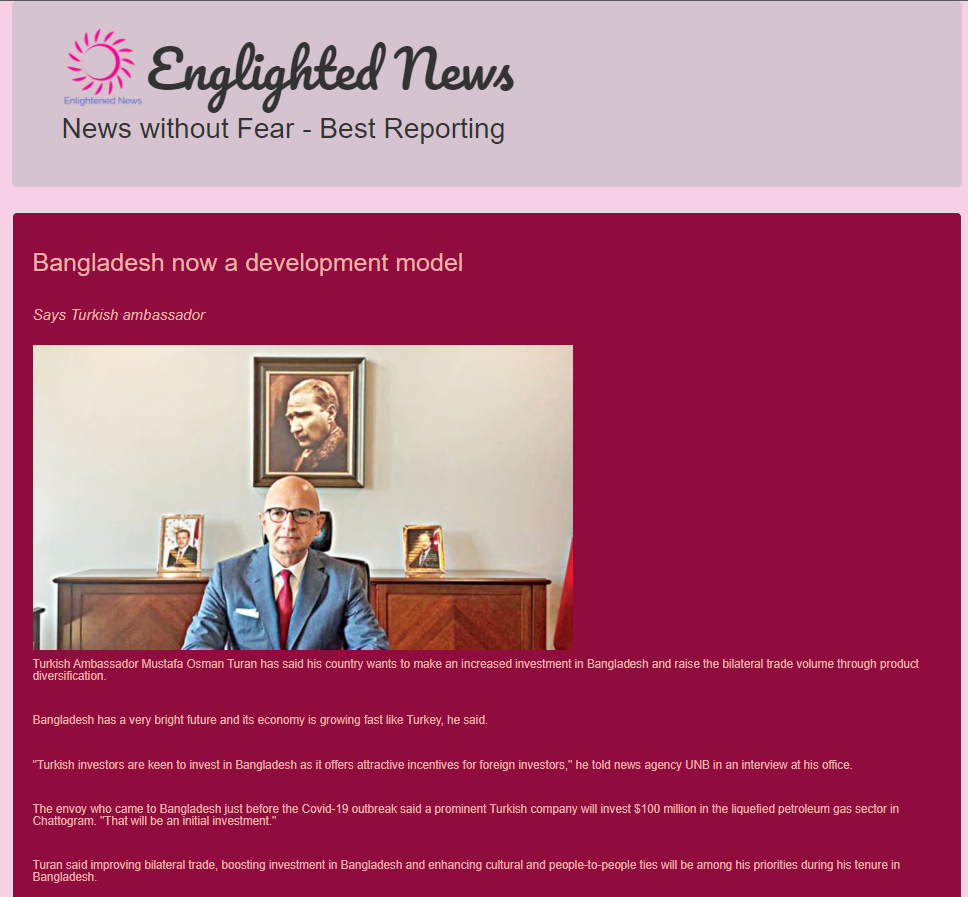 Englighted News
Enlightened News
News without Fear - Best Reporting
Bangladesh now a development model
Says Turkish ambassador
Turkish Ambassador Mustafa Osman Turan has said his country wants to make an increased investment in Bangladesh and raise the bilateral trade volume through product
diversification.
Bangladesh has a very bright future and its economy is growing fast like Turkey, he said.
"Turkish investors are keen to invest in Bangladesh as it offers attractive incentives for foreign investors," he told news agency UNB in an interview at his office.
The envoy who came to Bangladesh just before the Covid-19 outbreak said a prominent Turkish company will invest $100 million in the liquefied petroleum gas sector in
Chattogram. "That will be an initial investment."
Turan said improving bilateral trade, boosting investment in Bangladesh and enhancing cultural and people-to-people ties will be among his priorities during his tenure in
Bangladesh.